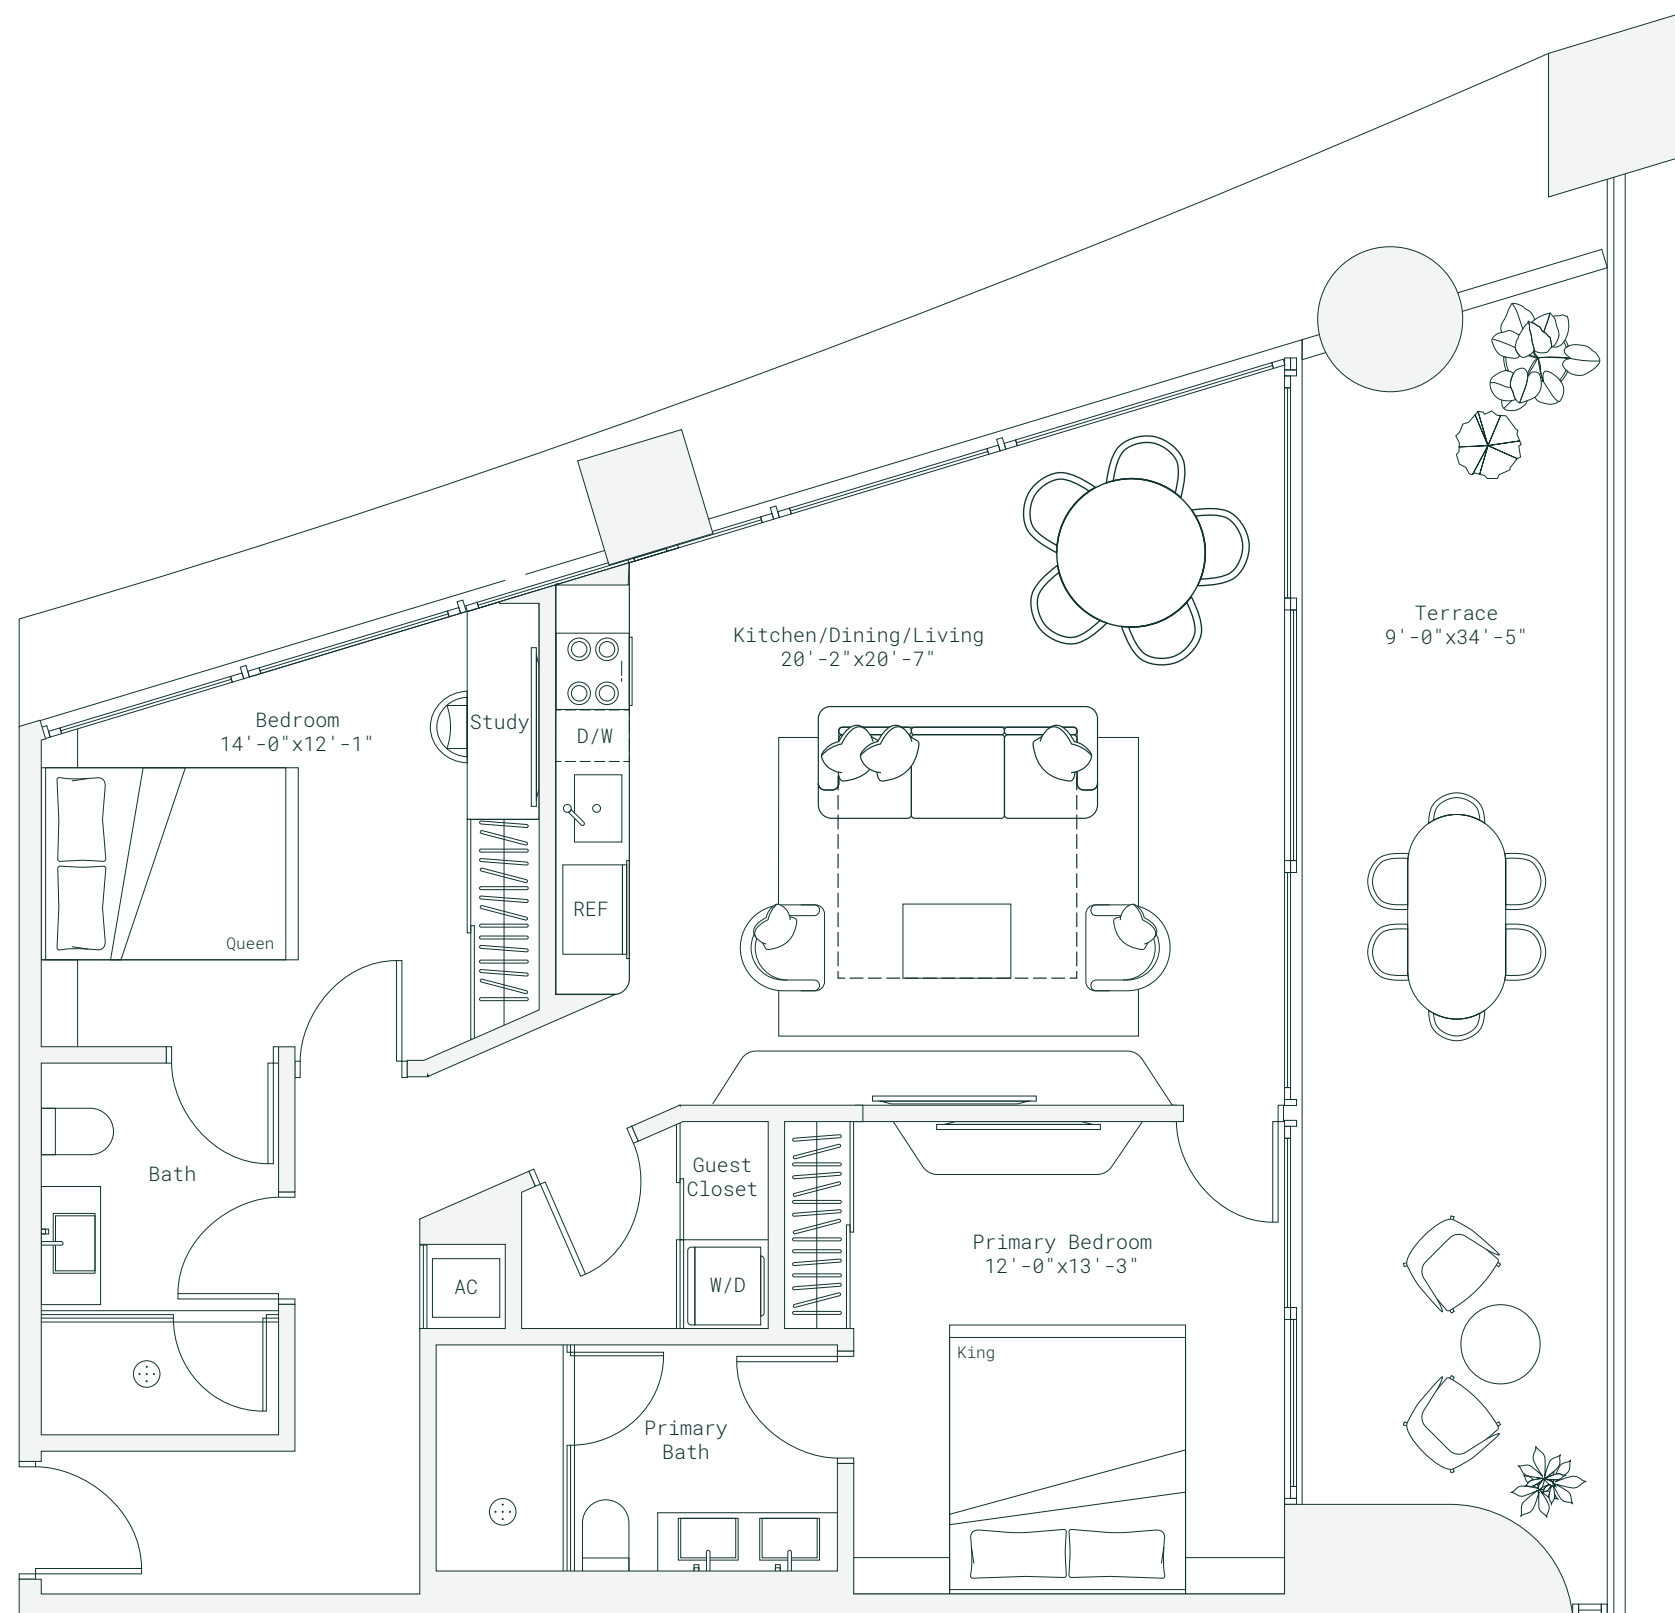 Terrace
9'-0"x34'-5"
Kitchen/Dining/Living
20'-2"x20'-7"
Bedroom
14'-0"x12'-1"
Study
D/W
REF
Queen
Bath
Guest
Closet
AC
W/D
Primary Bedroom
12'-0"x13'-3"
King
Primary
Bath